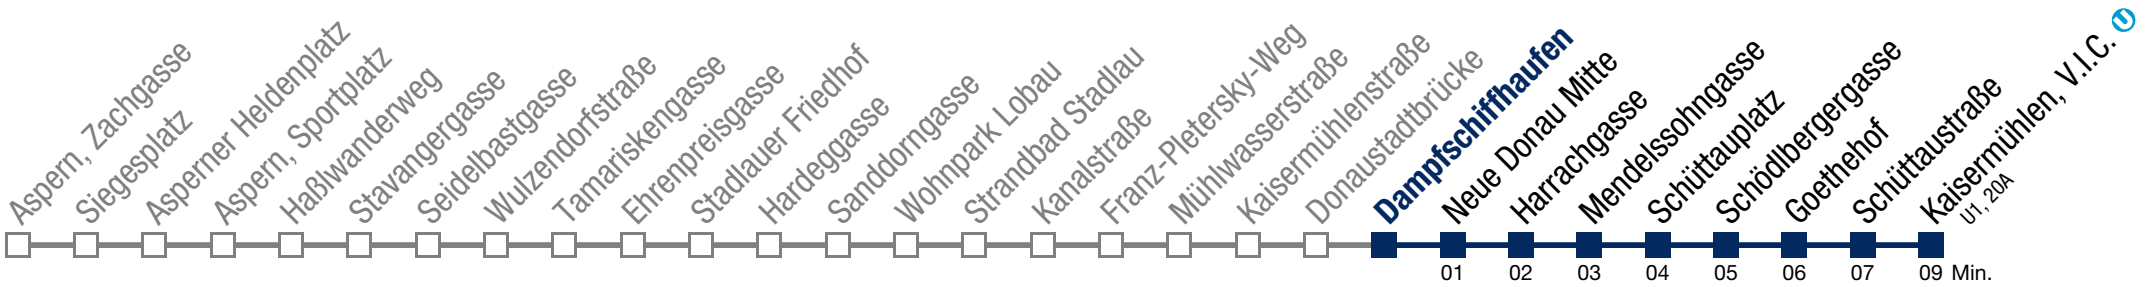 Aspern, Zachgasse
Siegesplatz
Asperner Heldenplatz
Aspern, Sportplatz
Haßlwanderweg
Stavangergasse
Seidelbastgasse
Wulzendorfstraße
Tamariskengasse
Ehrenpreisgasse
Stadlauer Friedhof
Hardeggasse
Sanddorngasse
Wohnpark Lobau
Strandbad Stadlau
Kanalstraße
Franz-Pletersky-Weg
Mühlwasserstraße
Kaisermühlenstraße
Donaustadtbrücke
Dampfschiffhaufen
Neue Donau Mitte
Harrachgasse
Mendelssohngasse
Schüttauplatz
Schödlbergergasse
Goethehof
Schüttaustraße
Kaisermühlen, V.I.C. U
U1, 20A
01 02 03 04 05 06 07 09 Min.